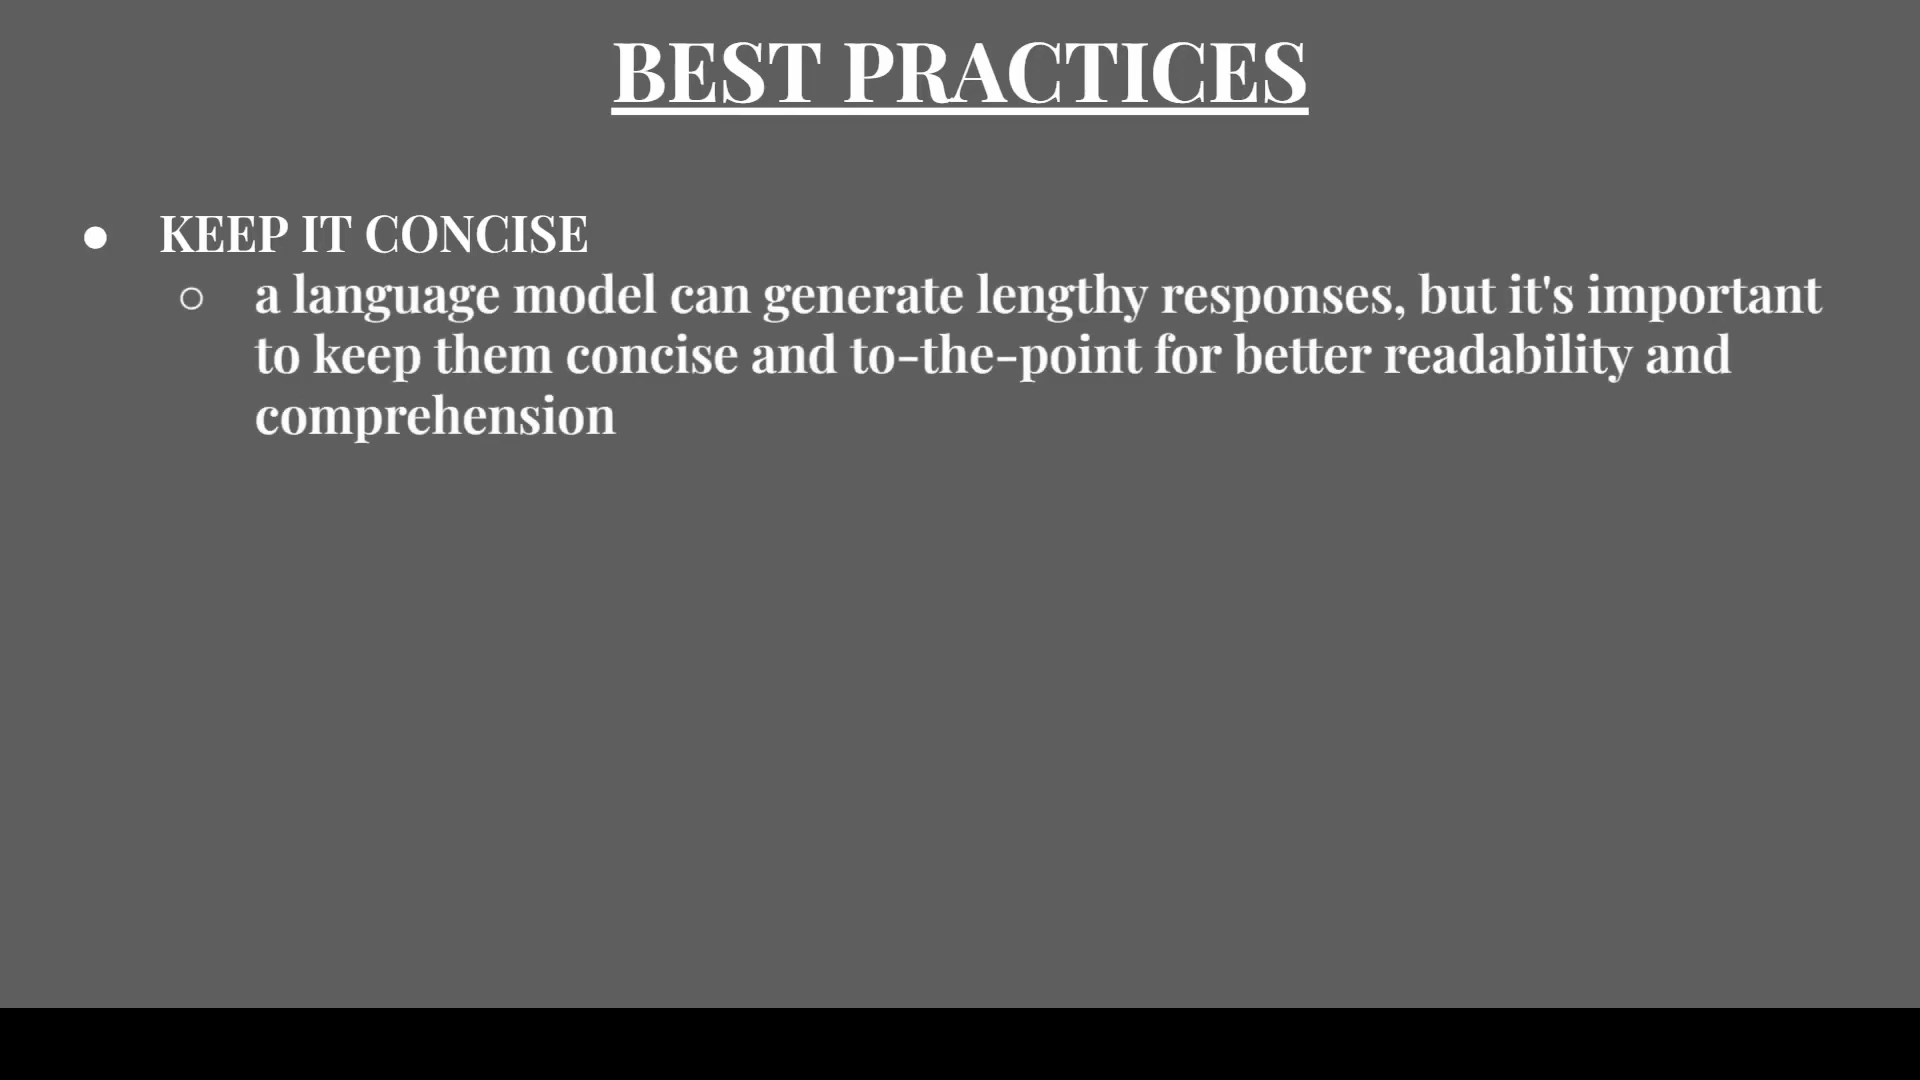 BEST PRACTICES
● KEEP IT CONCISE
○ a language model can generate lengthy responses, but it's important
to keep them concise and to-the-point for better readability and
comprehension